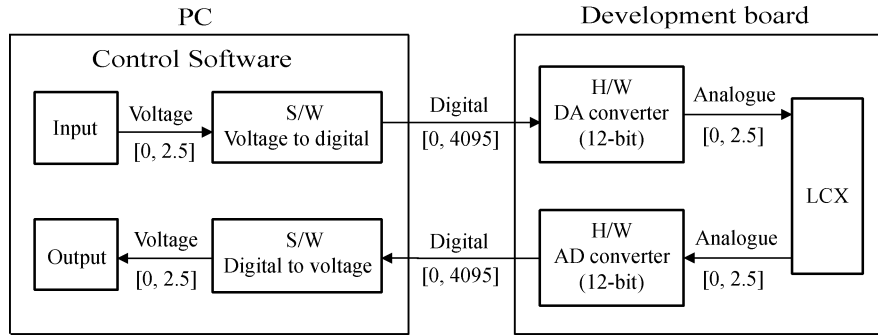 PC
Development board
Control Software
Input
Voltage
[0, 2.5]
S/W
Voltage to digital
Digital
[0, 4095]
H/W
DA converter
(12-bit)
Analogue
[0, 2.5]
LCX
Output
Voltage
[0, 2.5]
S/W
Digital to voltage
Digital
[0, 4095]
H/W
AD converter
(12-bit)
Analogue
[0, 2.5]